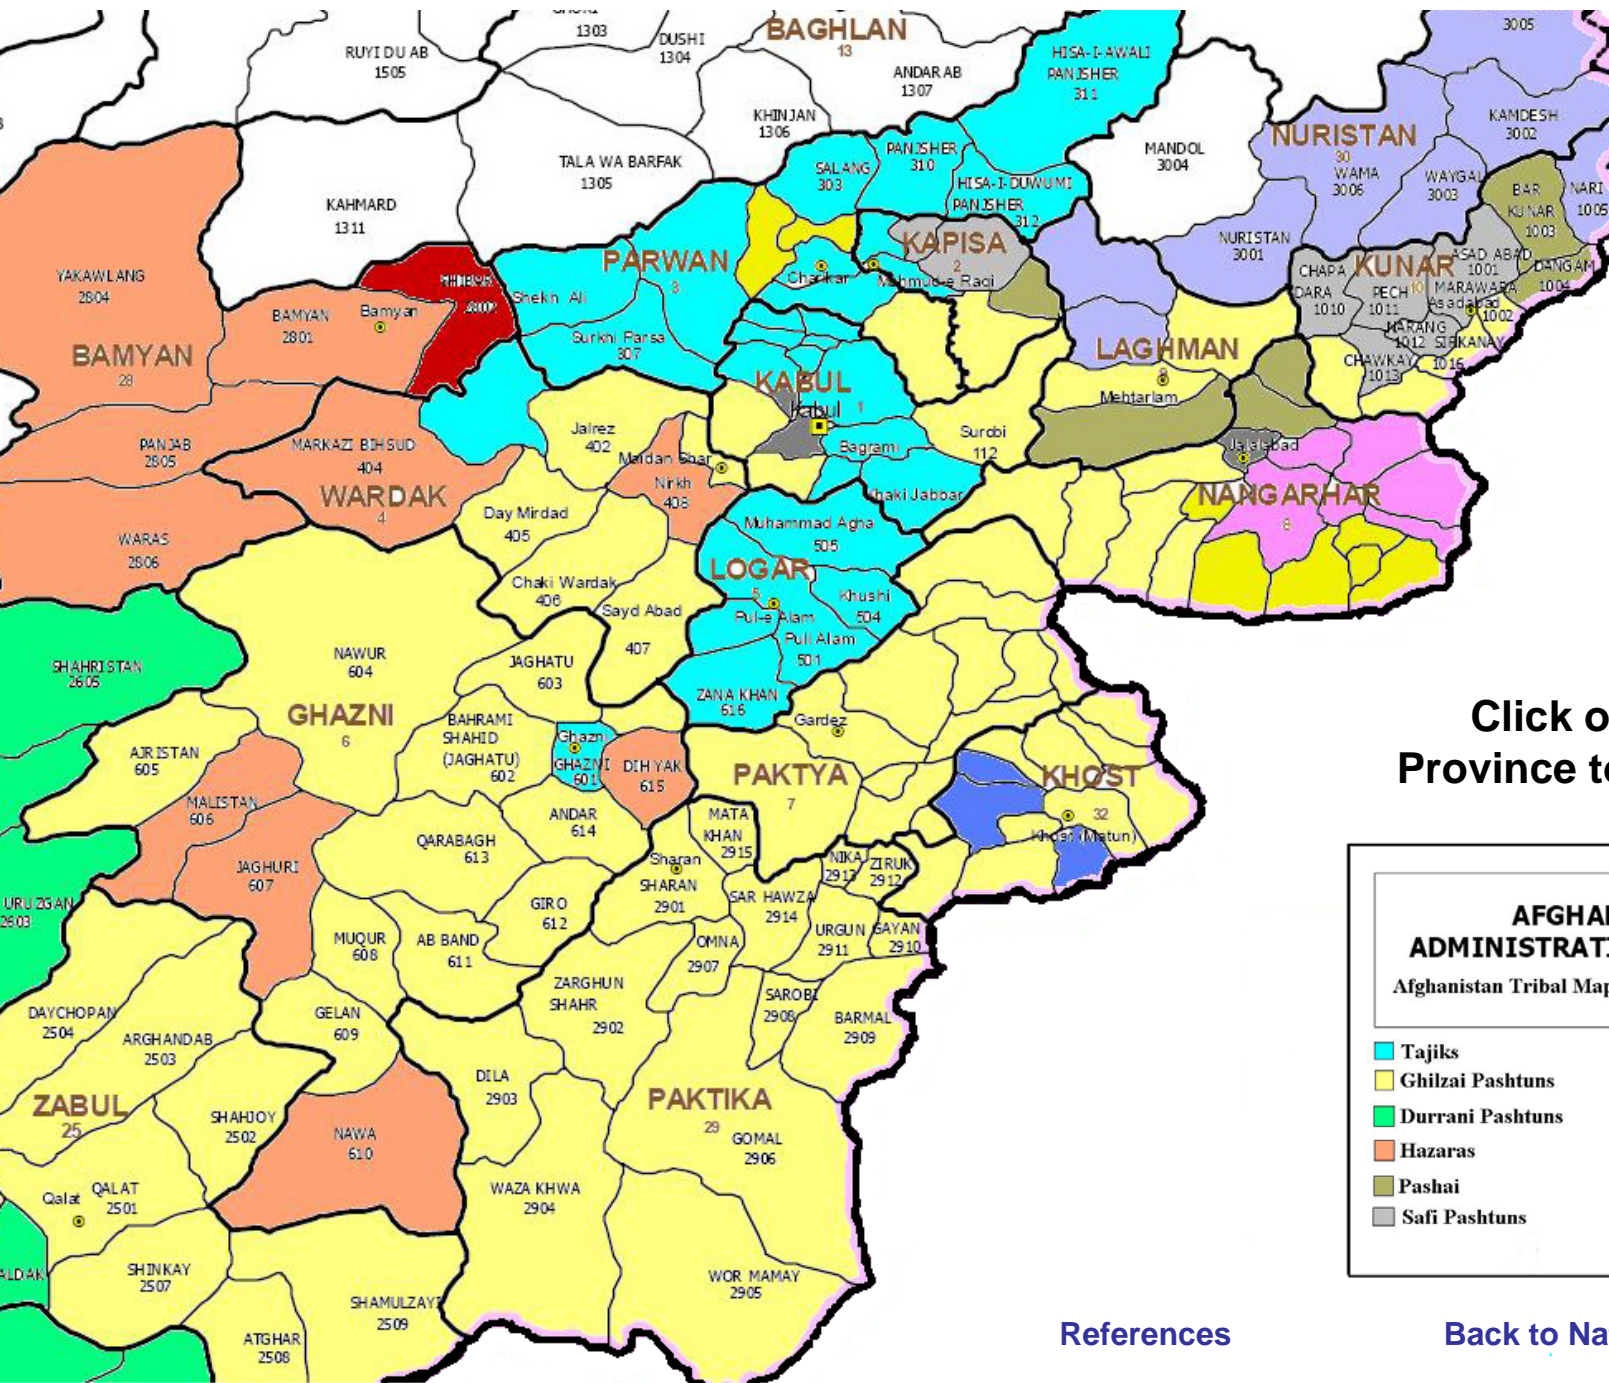 1303
DUSHI
1304
BAGHLAN
13
RUYI DU AB
1505
ANDARAB
1307
HISA-I-AWALI
PANJSHER
311
3005
KHINJAN
1306
KAMDESH
3002
NURISTAN
30
WAMA
3006
MANDOL
3004
PANJSHER
310
SALANG
303
TALA WA BARFAK
1305
HISA-I-DUWUMI
PANJSHER
312
WAYGAL
3003
BAR
KUNAR
1003
NARI
1005
KAHMARD
1311
NURISTAN
3001
KAPISA
2
Mahmud-e Raqi
PARWAN
3
Charikar
ASAD ABAD
1001
KUNAR
10
CHAPA
DARA 1010
PECH
1011
MARAWARA
Asadabad
1002
DANGAM
1004
YAKAWLANG
2804
SHIBAR
2802
Shekh Ali
Surkhi Parsa
307
BAMYAN
2801
Bamyan
BAMYAN
28
NARANG
1012
SIRKANAY
1016
CHAWKAY
1013
LAGHMAN
9
Mehtarlam
KABUL
1
Kabul
Bagrami
Surobi
112
Jalrez
402
Maidan Shar
Nirkh
408
PANJAB
2805
MARKAZI BIHSUD
404
WARDAK
4
Jalalabad
NANGARHAR
8
Khaki Jabbar
Muhammad Agha
505
Day Mirdad
405
WARAS
2806
LOGAR
5
Chaki Wardak
406
Khushi
504
Pul-e Alam
Sayd Abad
407
Puli Alam
501
SHAHRISTAN
2605
NAWUR
604
JAGHATU
603
ZANA KHAN
616
GHAZNI
6
BAHRAMI
SHAHID
(JAGHATU)
602
Gardez
Click o
Province to
AJRISTAN
605
Ghazni
GHAZNI
601
DIHYAK
615
PAKTYA
7
KHOST
32
Khost (Matun)
MALISTAN
606
ANDAR
614
MATA
KHAN
2915
QARABAGH
613
JAGHURI
607
Sharan
SHARAN
2901
NIKA
2913
ZIRUK
2912
URUZGAN
2603
GIRO
612
SAR HAWZA
2914
URGUN
2911
GAYAN
2910
MUQUR
608
AB BAND
611
OMNA
2907
ZARGHUN
SHAHR
2902
SAROBI
2908
BARMAL
2909
DAYCHOPAN
2504
ARGHANDAB
2503
GELAN
609
DILA
2903
ZABUL
25
SHAHJOY
2502
NAWA
610
PAKTIKA
29
GOMAL
2906
Qalat
QALAT
2501
WAZA KHWA
2904
ALDAK
SHINKAY
2507
SHAMULZAYI
2509
ATGHAR
2508
WOR MAMAY
2905
AFGHA
ADMINISTRATI
Afghanistan Tribal Map
Tajiks
Ghilzai Pashtuns
Durrani Pashtuns
Hazaras
Pashai
Safi Pashtuns
References
Back to Na